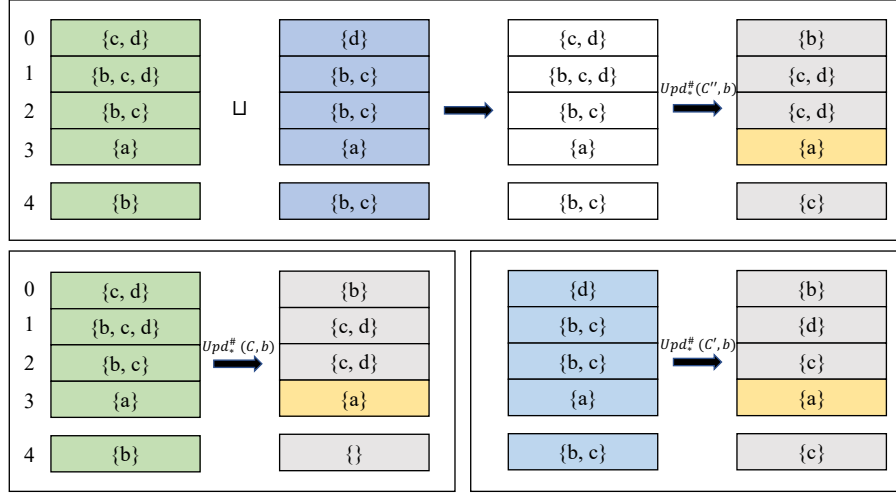 0 {c, d} {d} {c, d} {b}
1 {b, c, d} {b, c} {b, c, d} {c, d}
⊔ Upd*#(C'', b)
2 {b, c} {b, c} {b, c} {c, d}
3 {a} {a} {a} {a}
4 {b} {b, c} {b, c} {c}
0 {c, d} {b}
1 {b, c, d} {c, d}
Upd*#(C, b)
2 {b, c} {c, d}
3 {a} {a}
4 {b} {}
{d} {b}
{b, c} {d}
Upd*#(C', b)
{b, c} {c}
{a} {a}
{b, c} {c}